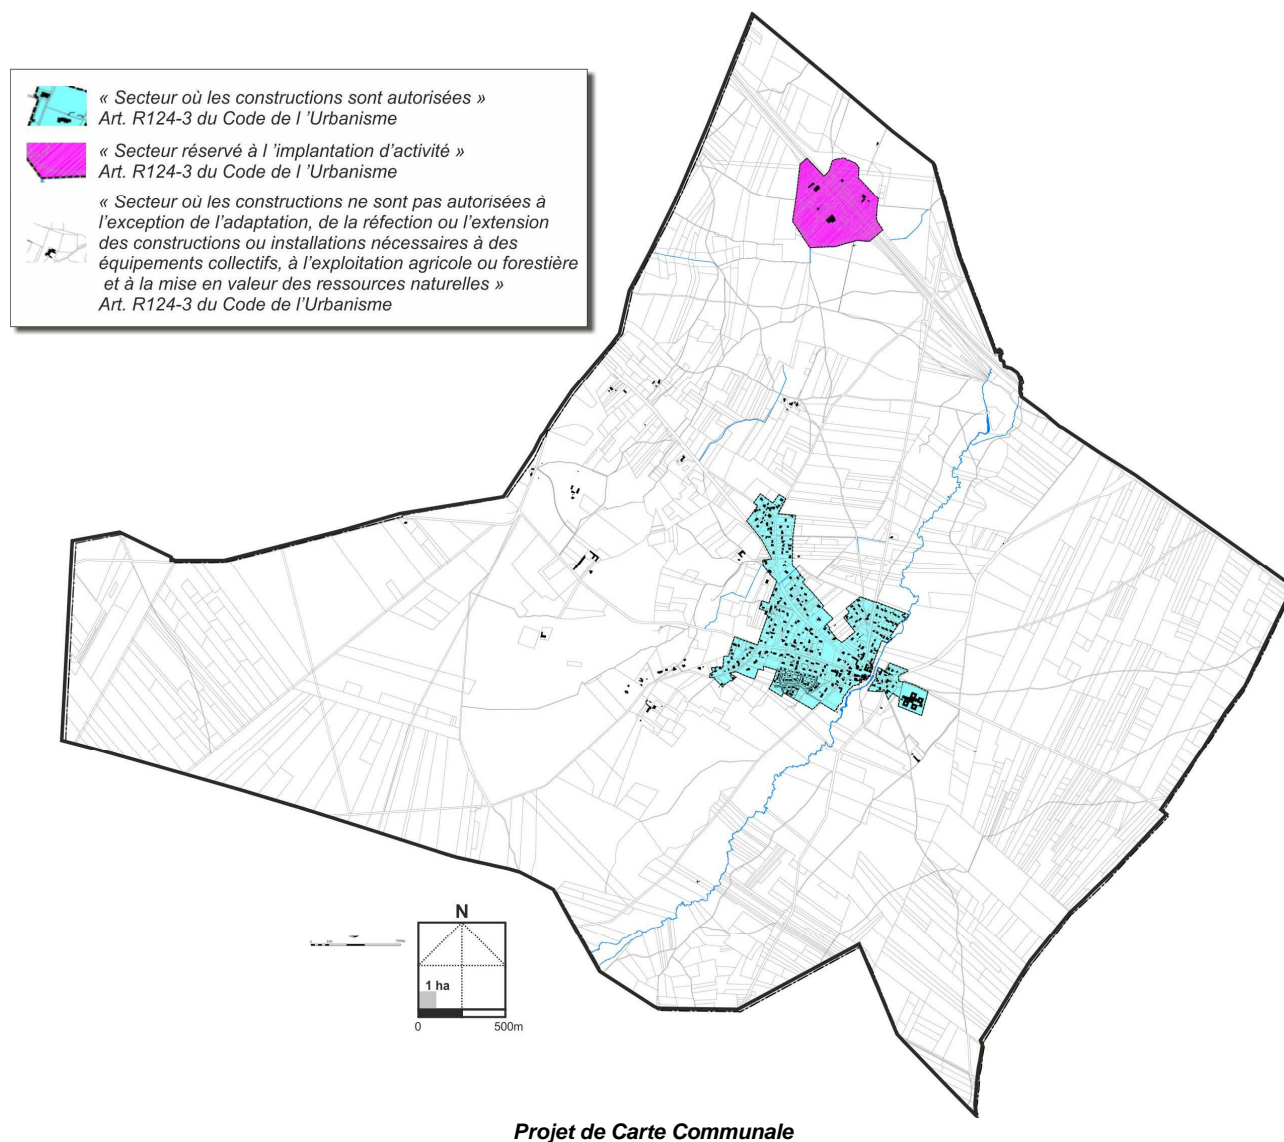 « Secteur où les constructions sont autorisées »
Art. R124-3 du Code de l ’Urbanisme
« Secteur réservé à l ’implantation d’activité »
Art. R124-3 du Code de l ’Urbanisme
« Secteur où les constructions ne sont pas autorisées à
l’exception de l’adaptation, de la réfection ou l’extension
des constructions ou installations nécessaires à des
équipements collectifs, à l’exploitation agricole ou forestière
et à la mise en valeur des ressources naturelles »
Art. R124-3 du Code de l’Urbanisme
N
1 ha
0 500m
Projet de Carte Communale